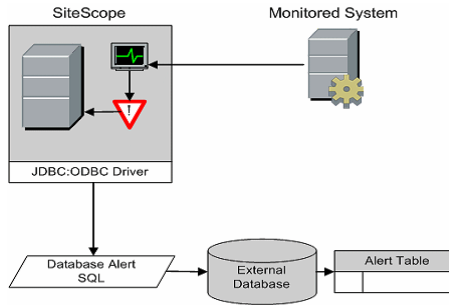 SiteScope
Monitored System
!
JDBC:ODBC Driver
Database Alert
SQL
External
Database
Alert Table